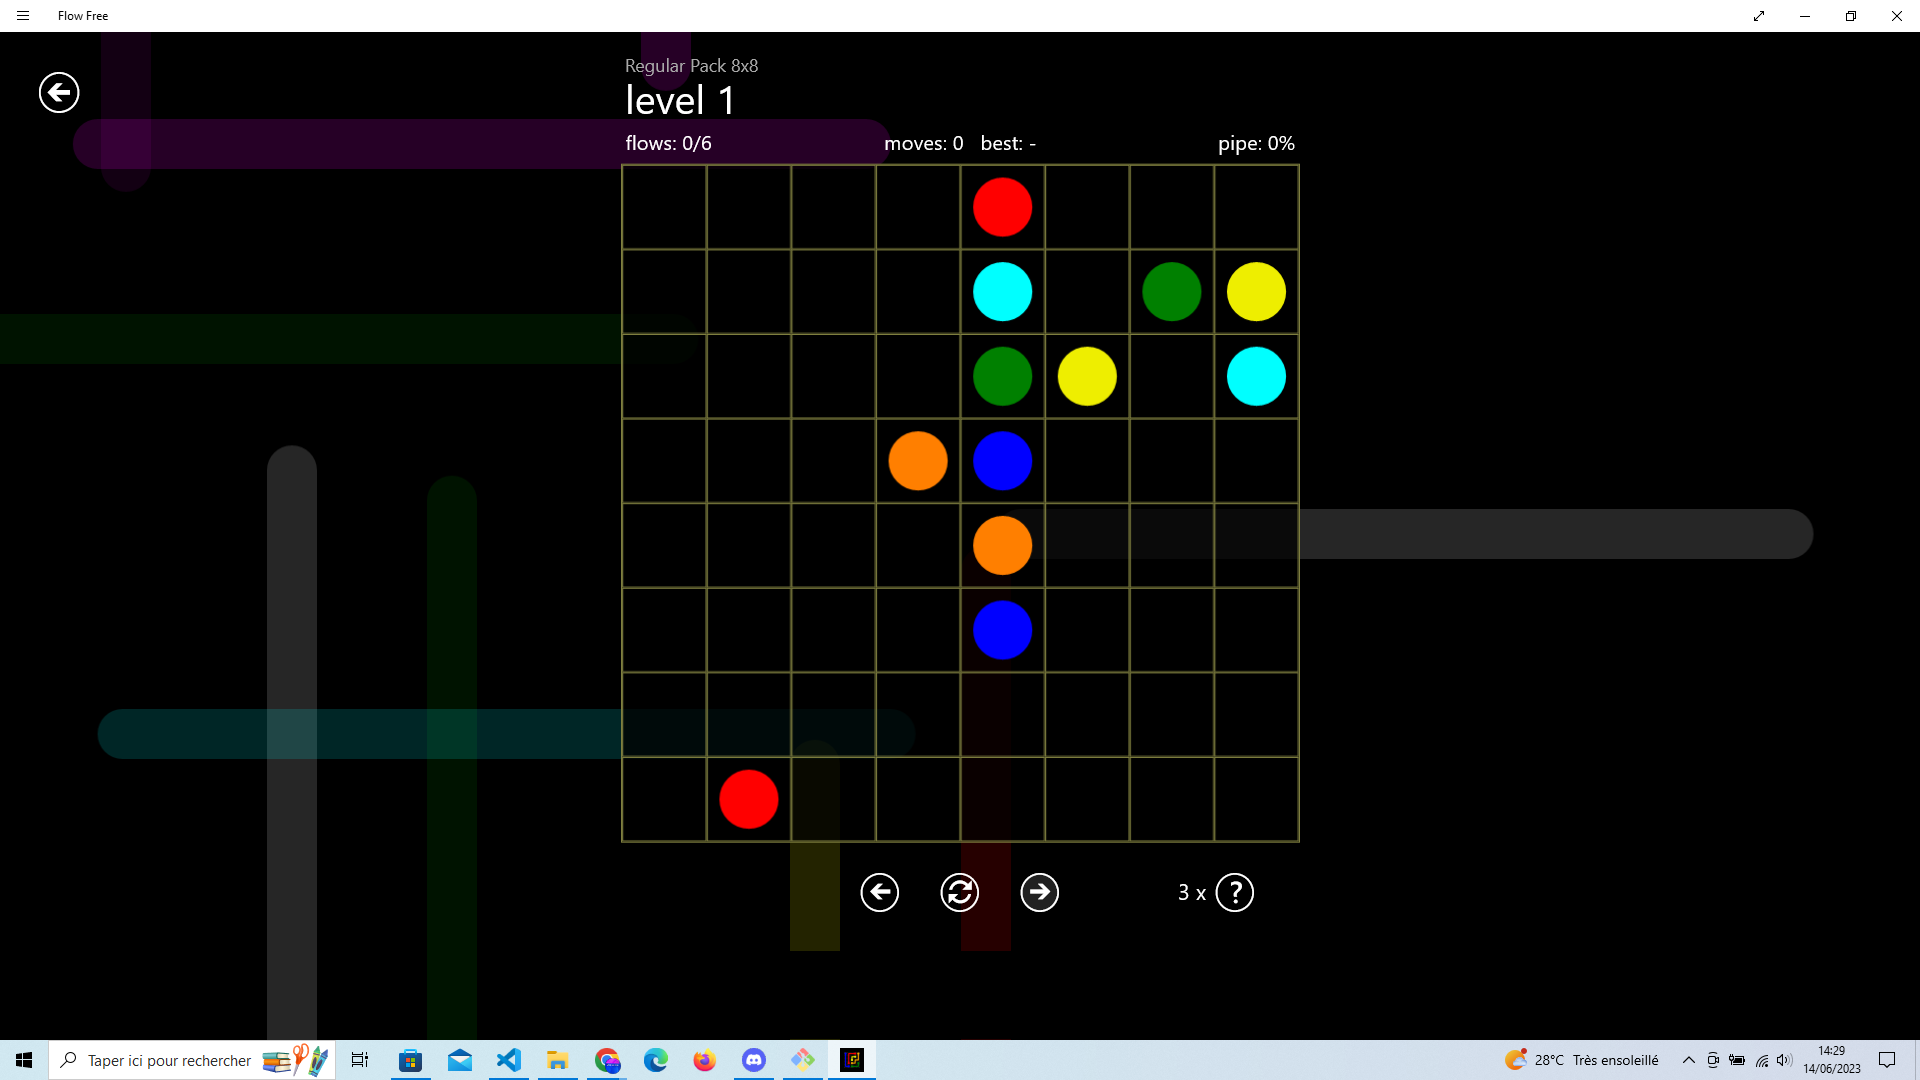 Flow Free
Regular Pack 8x8
level 1
flows: 0/6 moves: 0 best: - pipe: 0%
3 x ?
Taper ici pour rechercher
28°C Très ensoleillé
14:29
14/06/2023